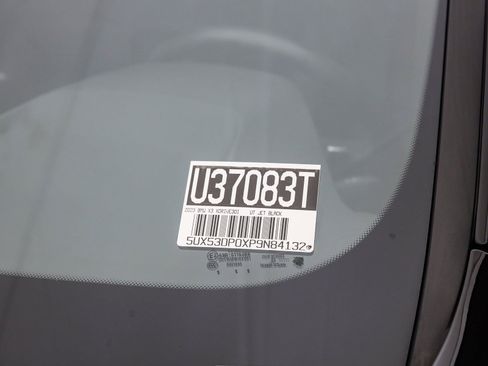 U37083T
2023 BMW X3 XDRIVE30I UT JET BLACK
5UX53DP0XP9N84132